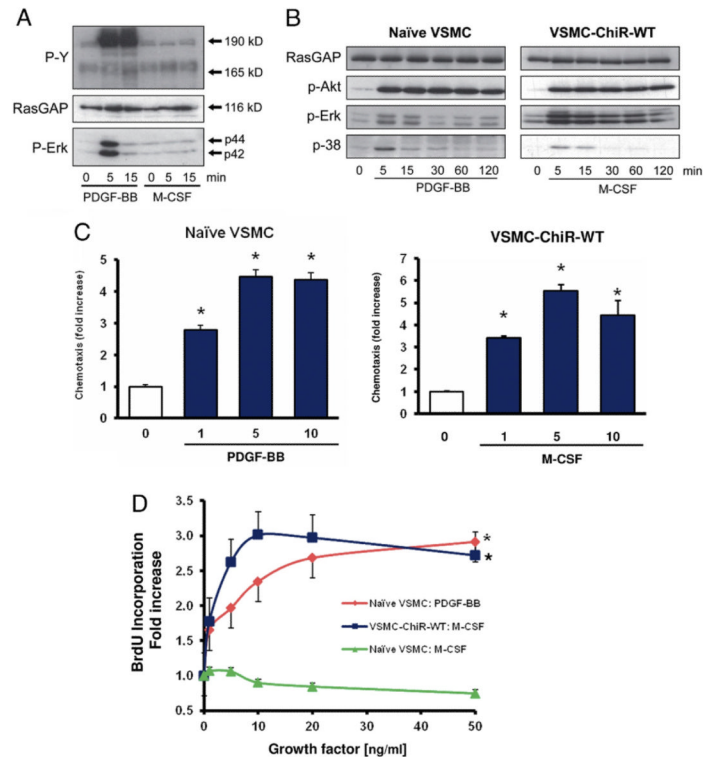 A
P-Y
190 kD
165 kD
RasGAP
116 kD
P-Erk
p44
p42
0 5 15 0 5 15 min
PDGF-BB M-CSF
B
Naïve VSMC VSMC-ChiR-WT
RasGAP
p-Akt
p-Erk
p-38
0 5 15 30 60 120 0 5 15 30 60 120 min
PDGF-BB M-CSF
C
Naïve VSMC
Chemotaxis (fold increase)
5
4
3
2
1
0
* * *
0 1 5 10
PDGF-BB
VSMC-ChiR-WT
Chemotaxis (fold increase)
7
6
5
4
3
2
1
0
* * *
0 1 5 10
M-CSF
D
BrdU Incorporation
Fold increase
3.5
3.0
2.5
2.0
1.5
1.0
0.5
*
*
Naïve VSMC: PDGF-BB
VSMC-ChiR-WT: M-CSF
Naïve VSMC: M-CSF
0 10 20 30 40 50
Growth factor [ng/ml]